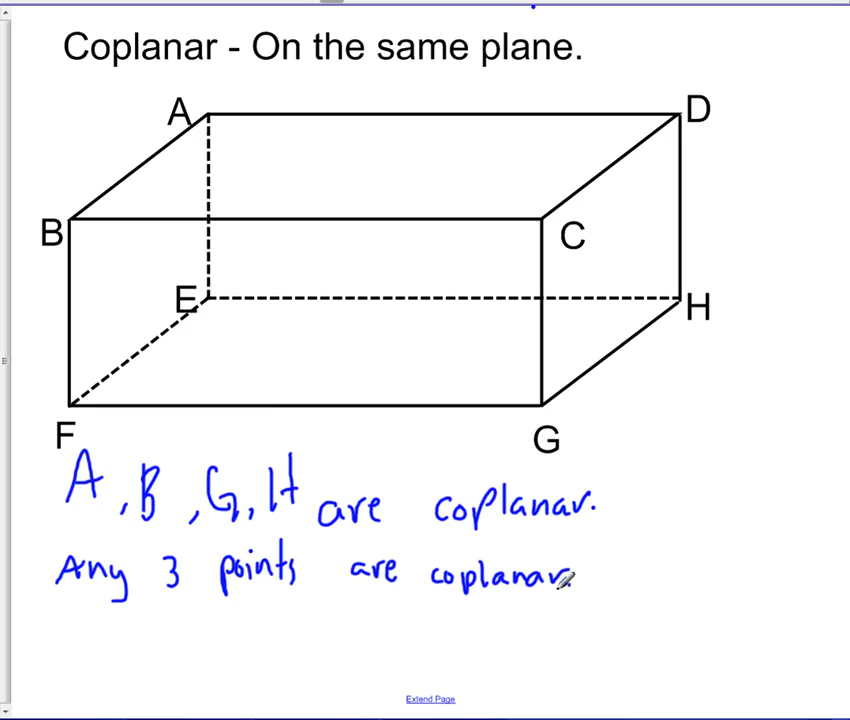 Coplanar - On the same plane.
A
D
B
C
E
H
F
G
A, B, G, H are coplanar.
Any 3 points are coplanar.
Extend Page